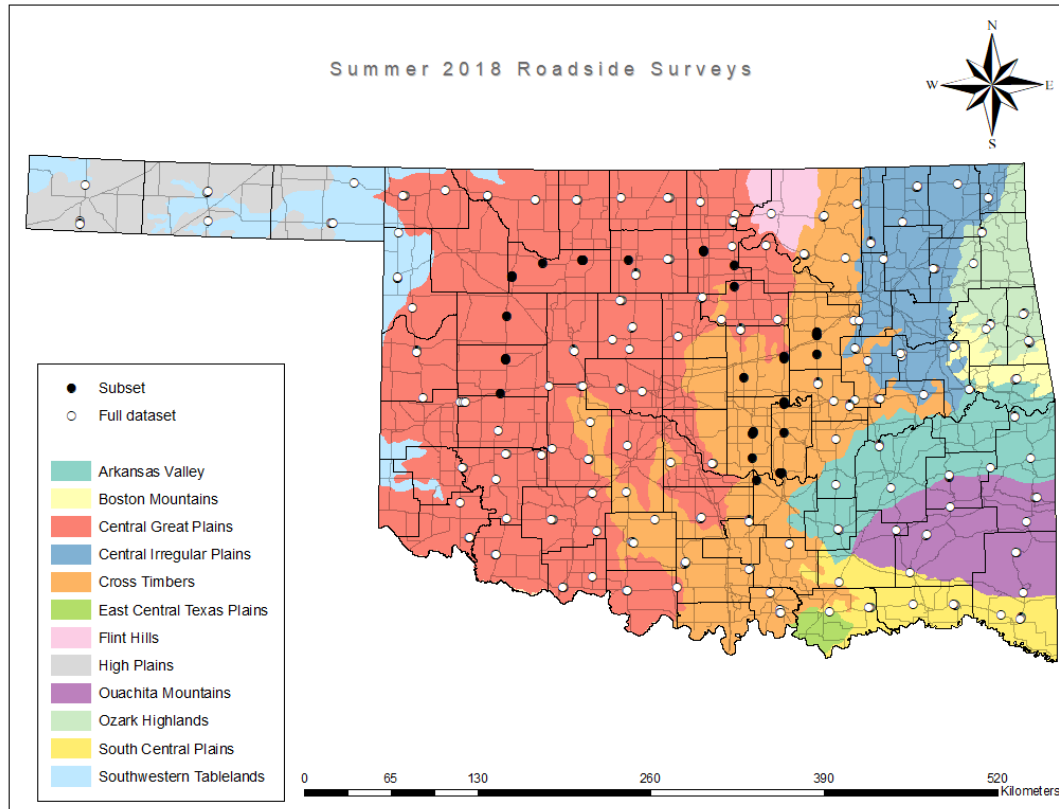 Summer 2018 Roadside Surveys
N
W
E
S
Subset
Full dataset
Arkansas Valley
Boston Mountains
Central Great Plains
Central Irregular Plains
Cross Timbers
East Central Texas Plains
Flint Hills
High Plains
Ouachita Mountains
Ozark Highlands
South Central Plains
Southwestern Tablelands
0 65 130 260 390 520
Kilometers